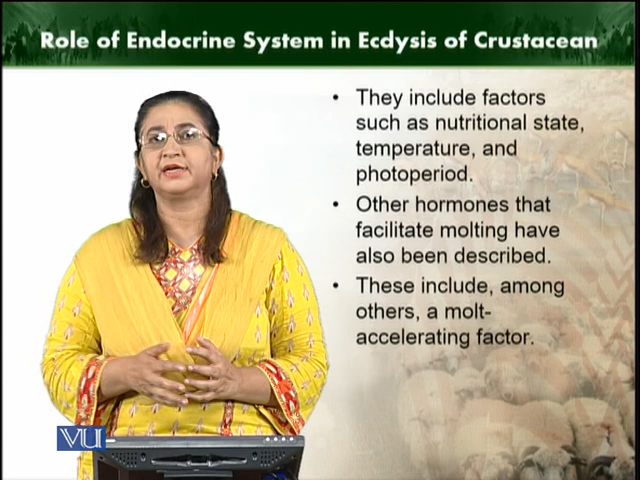 Role of Endocrine System in Ecdysis of Crustacean
• They include factors
such as nutritional state,
temperature, and
photoperiod.
• Other hormones that
facilitate molting have
also been described.
• These include, among
others, a molt-
accelerating factor.
VU